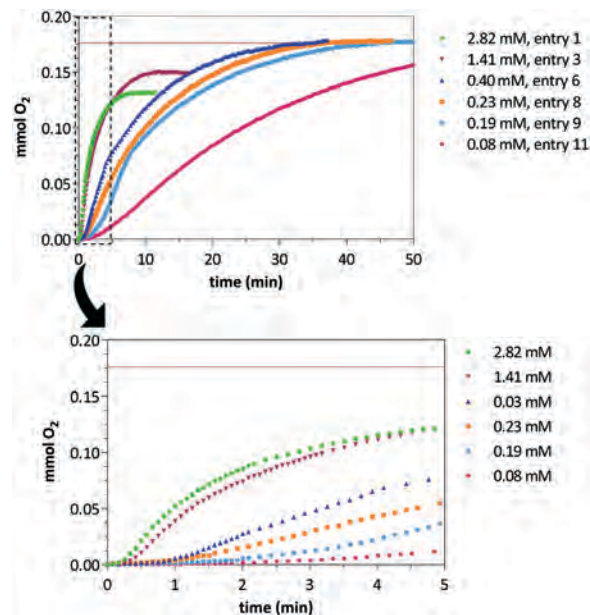 0.20
0.15
0.10
0.05
0.00
mmol O2
0 10 20 30 40 50
time (min)
2.82 mM, entry 1
1.41 mM, entry 3
0.40 mM, entry 6
0.23 mM, entry 8
0.19 mM, entry 9
0.08 mM, entry 11
0.20
0.15
0.10
0.05
0.00
mmol O2
0 1 2 3 4 5
time (min)
2.82 mM
1.41 mM
0.03 mM
0.23 mM
0.19 mM
0.08 mM